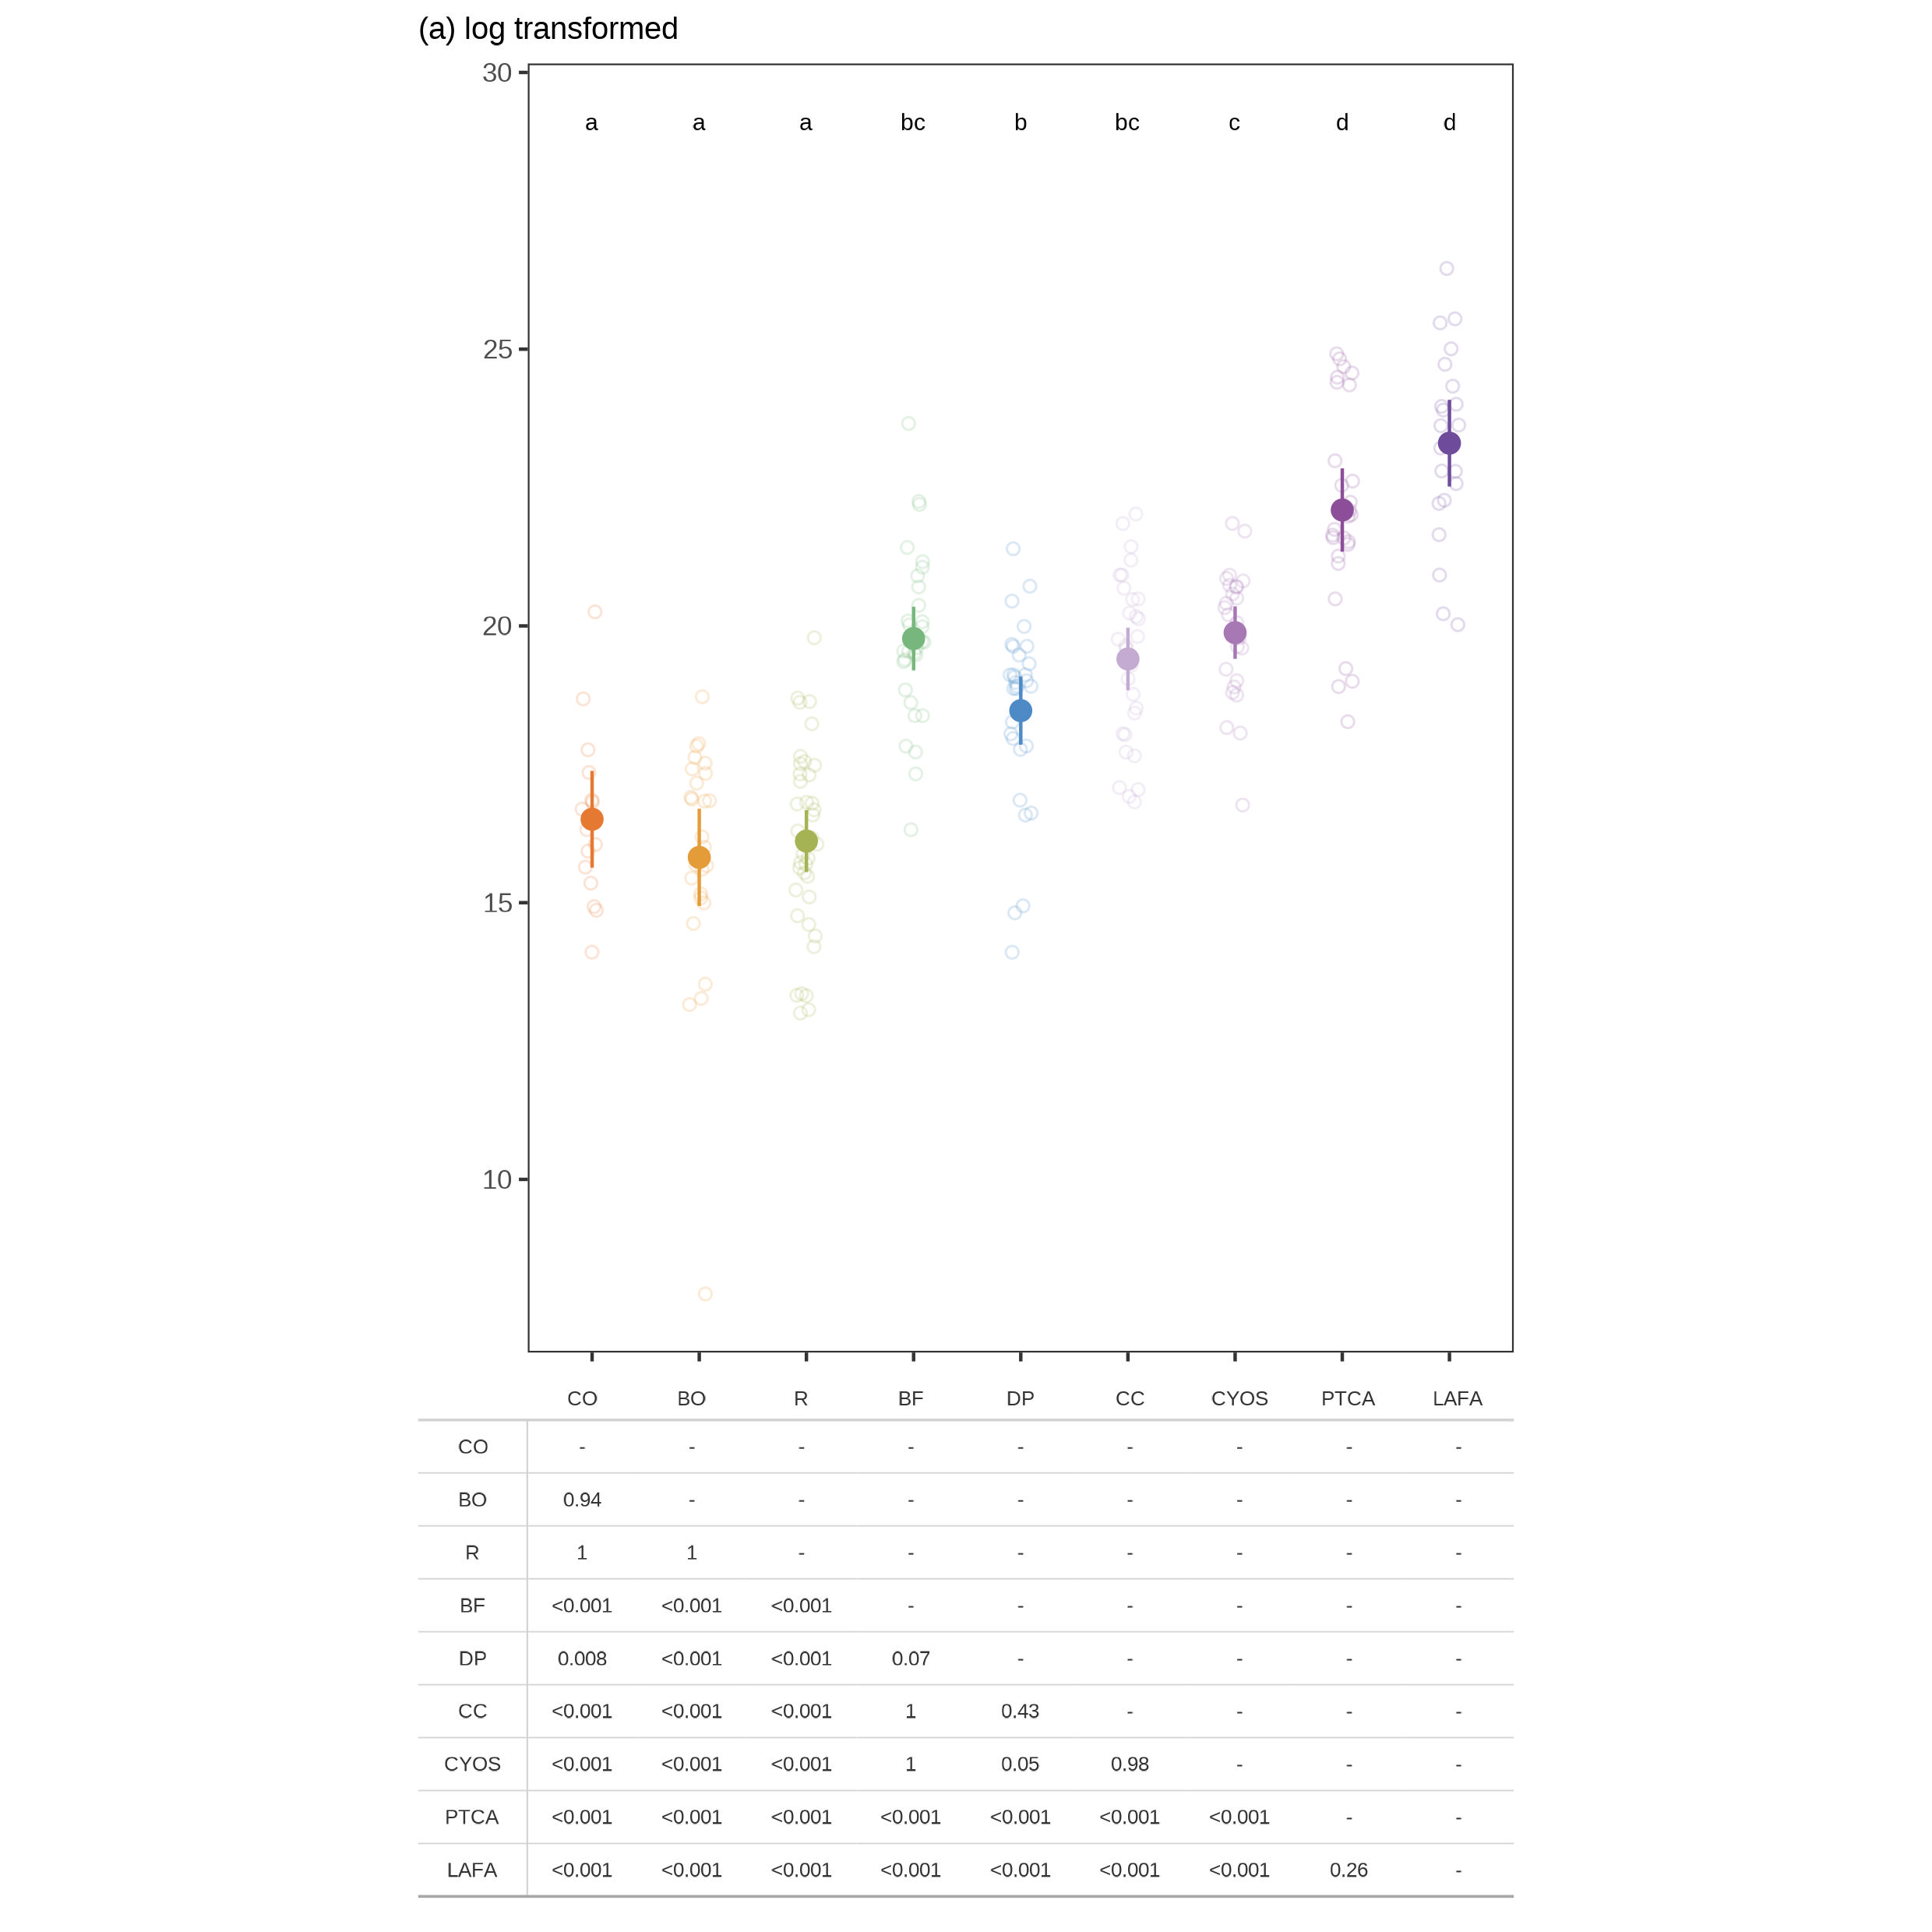 (a) log transformed
30
a a a bc b bc c d d
25
20
15
10
CO BO R BF DP CC CYOS PTCA LAFA
CO - - - - - - - - -
BO 0.94 - - - - - - - -
R 1 1 - - - - - - -
BF <0.001 <0.001 <0.001 - - - - - -
DP 0.008 <0.001 <0.001 0.07 - - - - -
CC <0.001 <0.001 <0.001 1 0.43 - - - -
CYOS <0.001 <0.001 <0.001 1 0.05 0.98 - - -
PTCA <0.001 <0.001 <0.001 <0.001 <0.001 <0.001 <0.001 - -
LAFA <0.001 <0.001 <0.001 <0.001 <0.001 <0.001 <0.001 0.26 -